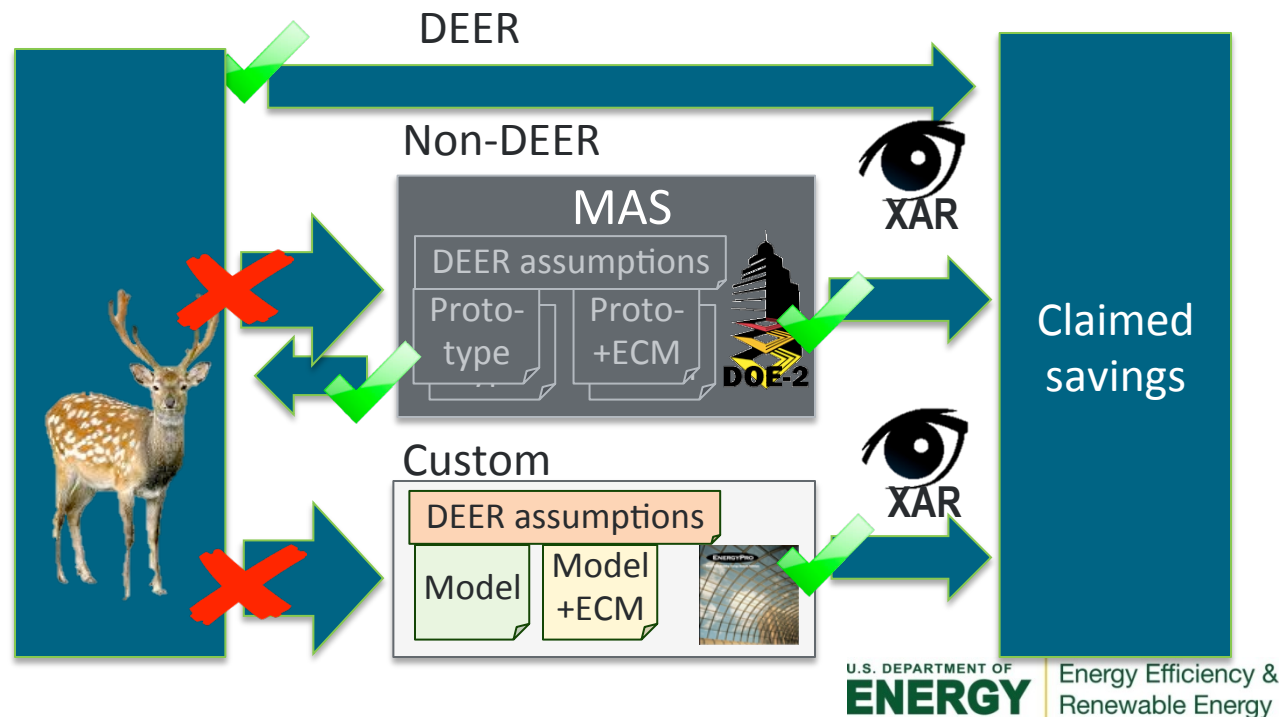 DEER
Non-DEER
XAR
MAS
DEER assumptions
Proto-
type
Proto-
+ECM
DOE-2
Claimed
savings
Custom
XAR
DEER assumptions
Model
Model
+ECM
ENERGYPRO
U.S. DEPARTMENT OF
ENERGY
Energy Efficiency &
Renewable Energy